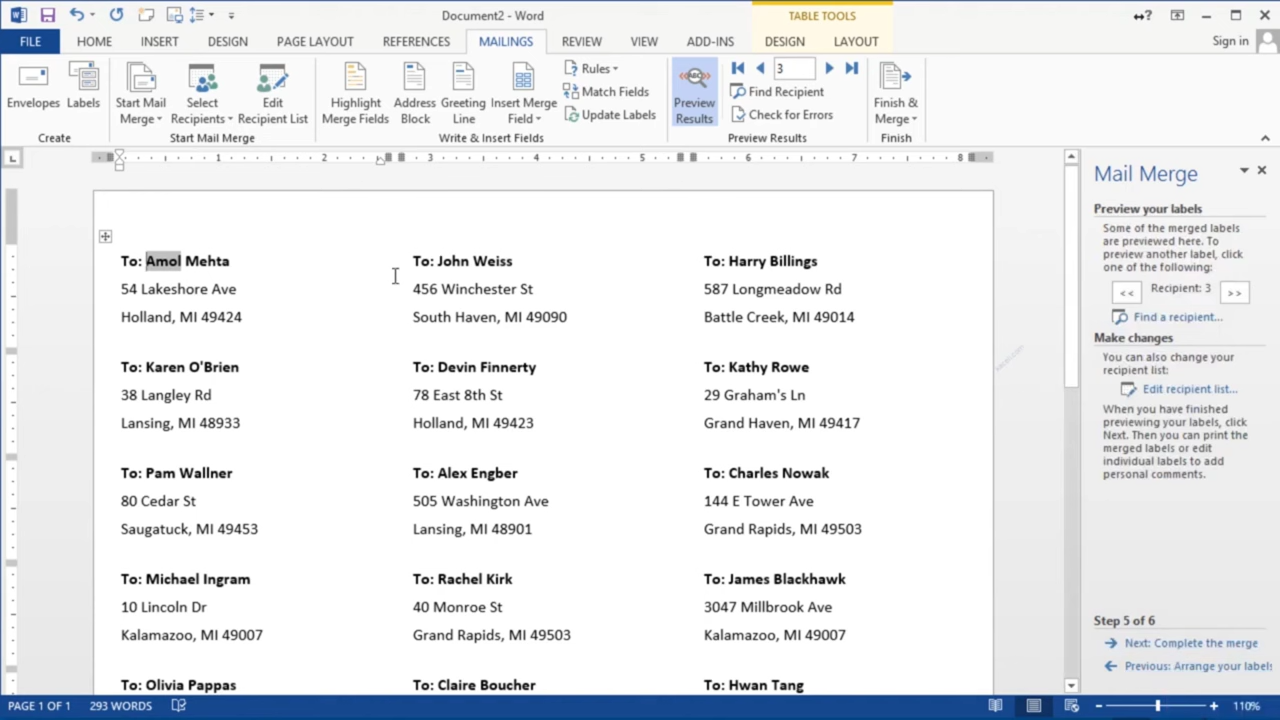 Document2 - Word
TABLE TOOLS
FILE
HOME
INSERT
DESIGN
PAGE LAYOUT
REFERENCES
MAILINGS
REVIEW
VIEW
ADD-INS
DESIGN
LAYOUT
Sign in
Envelopes
Labels
Create
Start Mail
Merge
Select
Recipients
Edit
Recipient List
Start Mail Merge
Highlight
Merge Fields
Address
Block
Greeting
Line
Insert Merge
Field
Rules
Match Fields
Update Labels
Write & Insert Fields
ABC
Preview
Results
3
Find Recipient
Check for Errors
Preview Results
Finish &
Merge
Finish
L
1 2 3 4 5 6 7 8
To: Amol Mehta
54 Lakeshore Ave
Holland, MI 49424
To: John Weiss
456 Winchester St
South Haven, MI 49090
To: Harry Billings
587 Longmeadow Rd
Battle Creek, MI 49014
To: Karen O'Brien
38 Langley Rd
Lansing, MI 48933
To: Devin Finnerty
78 East 8th St
Holland, MI 49423
To: Kathy Rowe
29 Graham's Ln
Grand Haven, MI 49417
To: Pam Wallner
80 Cedar St
Saugatuck, MI 49453
To: Alex Engber
505 Washington Ave
Lansing, MI 48901
To: Charles Nowak
144 E Tower Ave
Grand Rapids, MI 49503
To: Michael Ingram
10 Lincoln Dr
Kalamazoo, MI 49007
To: Rachel Kirk
40 Monroe St
Grand Rapids, MI 49503
To: James Blackhawk
3047 Millbrook Ave
Kalamazoo, MI 49007
To: Olivia Pappas
To: Claire Boucher
To: Hwan Tang
Mail Merge
Preview your labels
Some of the merged labels
are previewed here. To
preview another label, click
one of the following:
<< Recipient: 3 >>
Find a recipient...
Make changes
You can also change your
recipient list:
Edit recipient list...
When you have finished
previewing your labels, click
Next. Then you can print the
merged labels or edit
individual labels to add
personal comments.
Step 5 of 6
Next: Complete the merge
Previous: Arrange your labels
PAGE 1 OF 1
293 WORDS
110%